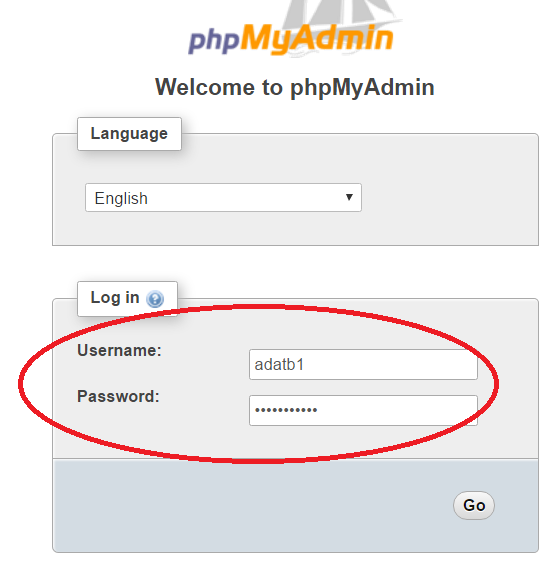 phpMyAdmin
Welcome to phpMyAdmin
Language
English
Log in
Username:
adatb1
Password:
•••••••••••
Go